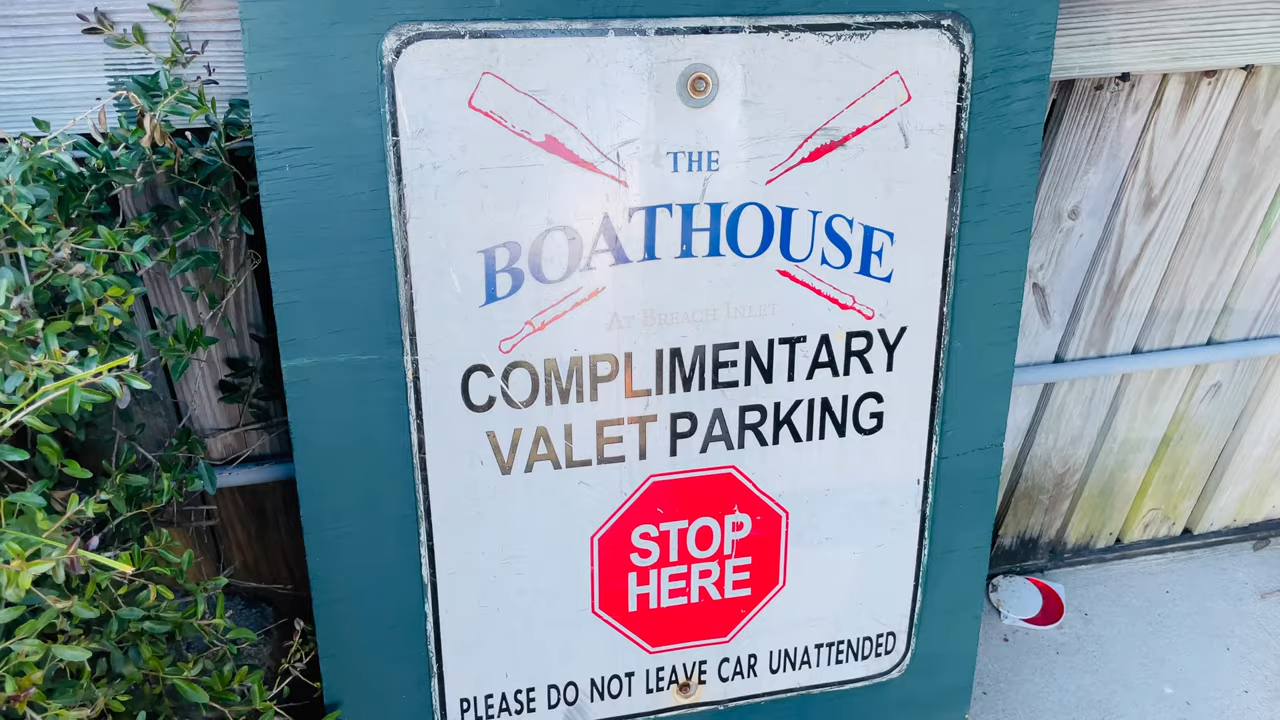 THE
BOATHOUSE
AT BREACH INLET
COMPLIMENTARY
VALET PARKING
STOP
HERE
PLEASE DO NOT LEAVE CAR UNATTENDED